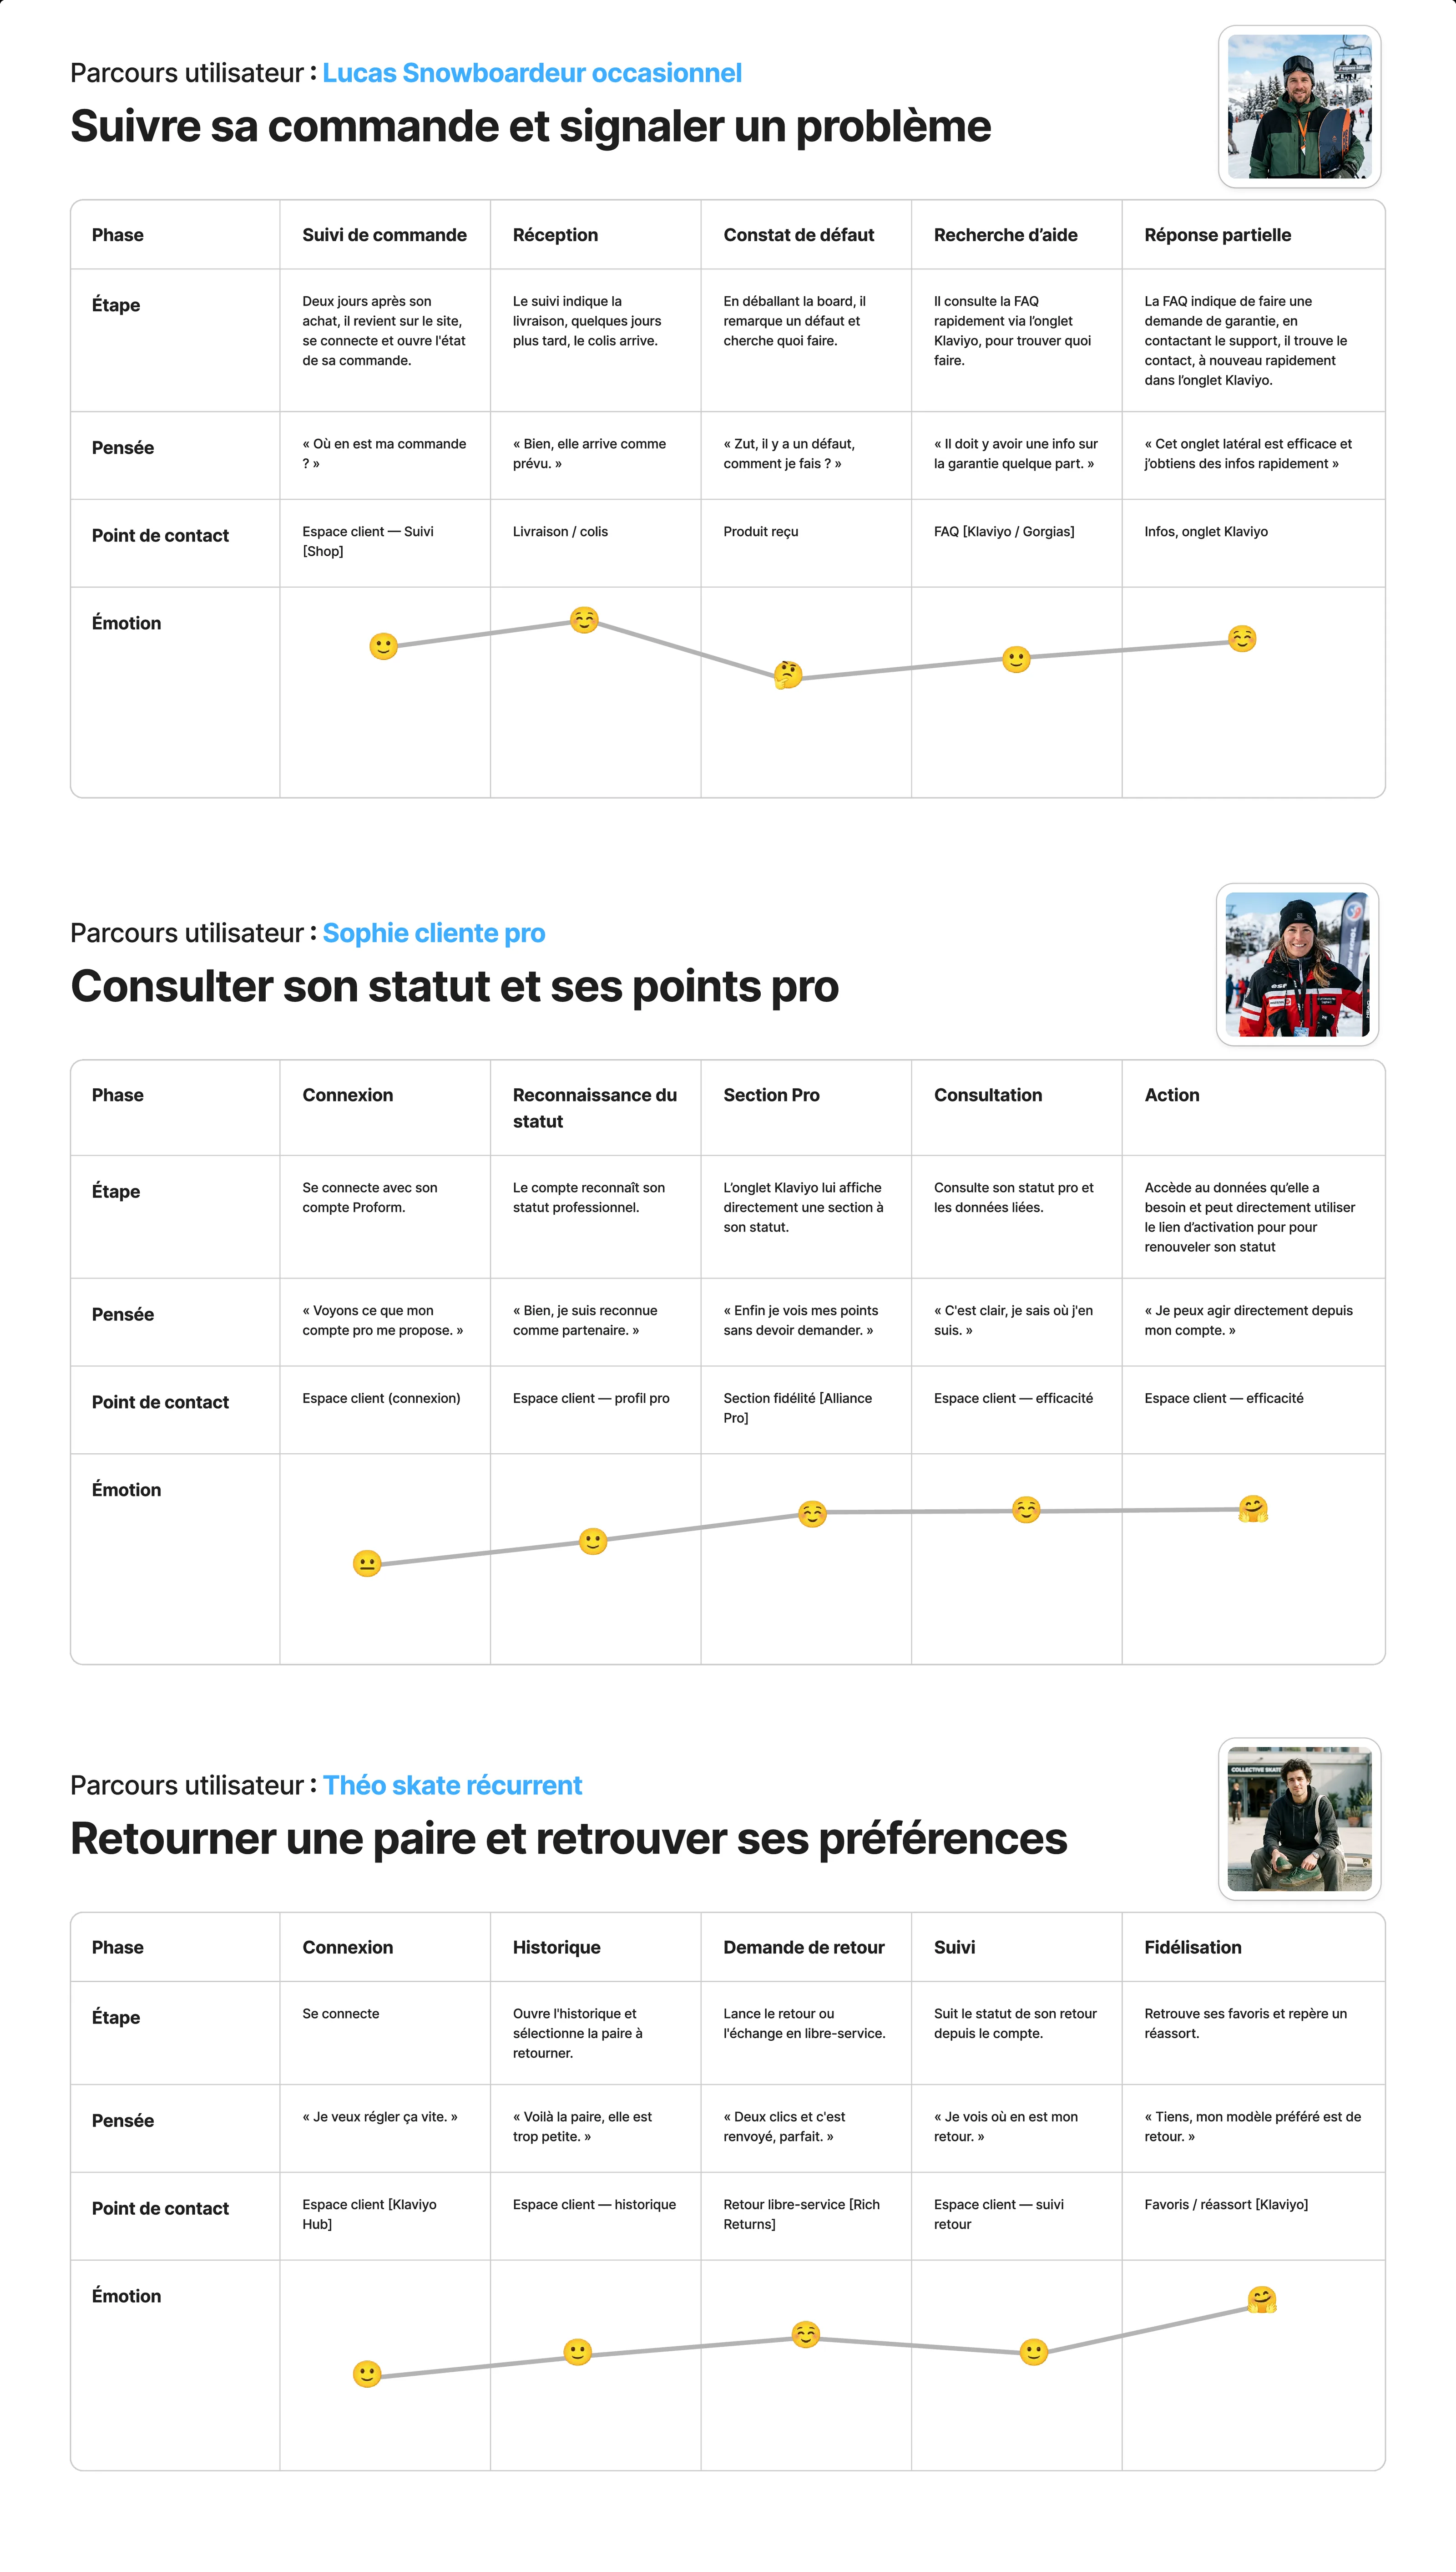 Parcours utilisateur : Lucas Snowboardeur occasionnel
Suivre sa commande et signaler un problème
Phase
Suivi de commande
Réception
Constat de défaut
Recherche d’aide
Réponse partielle
Étape
Deux jours après son
achat, il revient sur le site,
se connecte et ouvre l'état
de sa commande.
Le suivi indique la
livraison, quelques jours
plus tard, le colis arrive.
En déballant la board, il
remarque un défaut et
cherche quoi faire.
Il consulte la FAQ
rapidement via l’onglet
Klaviyo, pour trouver quoi
faire.
La FAQ indique de faire une
demande de garantie, en
contactant le support, il trouve le
contact, à nouveau rapidement
dans l’onglet Klaviyo.
Pensée
« Où en est ma commande
? »
« Bien, elle arrive comme
prévu. »
« Zut, il y a un défaut,
comment je fais ? »
« Il doit y avoir une info sur
la garantie quelque part. »
« Cet onglet latéral est efficace et
j’obtiens des infos rapidement »
Point de contact
Espace client — Suivi
[Shop]
Livraison / colis
Produit reçu
FAQ [Klaviyo / Gorgias]
Infos, onglet Klaviyo
Émotion
Parcours utilisateur : Sophie cliente pro
Consulter son statut et ses points pro
Phase
Connexion
Reconnaissance du
statut
Section Pro
Consultation
Action
Étape
Se connecte avec son
compte Proform.
Le compte reconnaît son
statut professionnel.
L’onglet Klaviyo lui affiche
directement une section à
son statut.
Consulte son statut pro et
les données liées.
Accède au données qu’elle a
besoin et peut directement utiliser
le lien d’activation pour pour
renouveler son statut
Pensée
« Voyons ce que mon
compte pro me propose. »
« Bien, je suis reconnue
comme partenaire. »
« Enfin je vois mes points
sans devoir demander. »
« C'est clair, je sais où j'en
suis. »
« Je peux agir directement depuis
mon compte. »
Point de contact
Espace client (connexion)
Espace client — profil pro
Section fidélité [Alliance
Pro]
Espace client — efficacité
Espace client — efficacité
Émotion
Parcours utilisateur : Théo skate récurrent
Retourner une paire et retrouver ses préférences
COLLECTIVE SKATE
Phase
Connexion
Historique
Demande de retour
Suivi
Fidélisation
Étape
Se connecte
Ouvre l'historique et
sélectionne la paire à
retourner.
Lance le retour ou
l'échange en libre-service.
Suit le statut de son retour
depuis le compte.
Retrouve ses favoris et repère un
réassort.
Pensée
« Je veux régler ça vite. »
« Voilà la paire, elle est
trop petite. »
« Deux clics et c'est
renvoyé, parfait. »
« Je vois où en est mon
retour. »
« Tiens, mon modèle préféré est de
retour. »
Point de contact
Espace client [Klaviyo
Hub]
Espace client — historique
Retour libre-service [Rich
Returns]
Espace client — suivi
retour
Favoris / réassort [Klaviyo]
Émotion